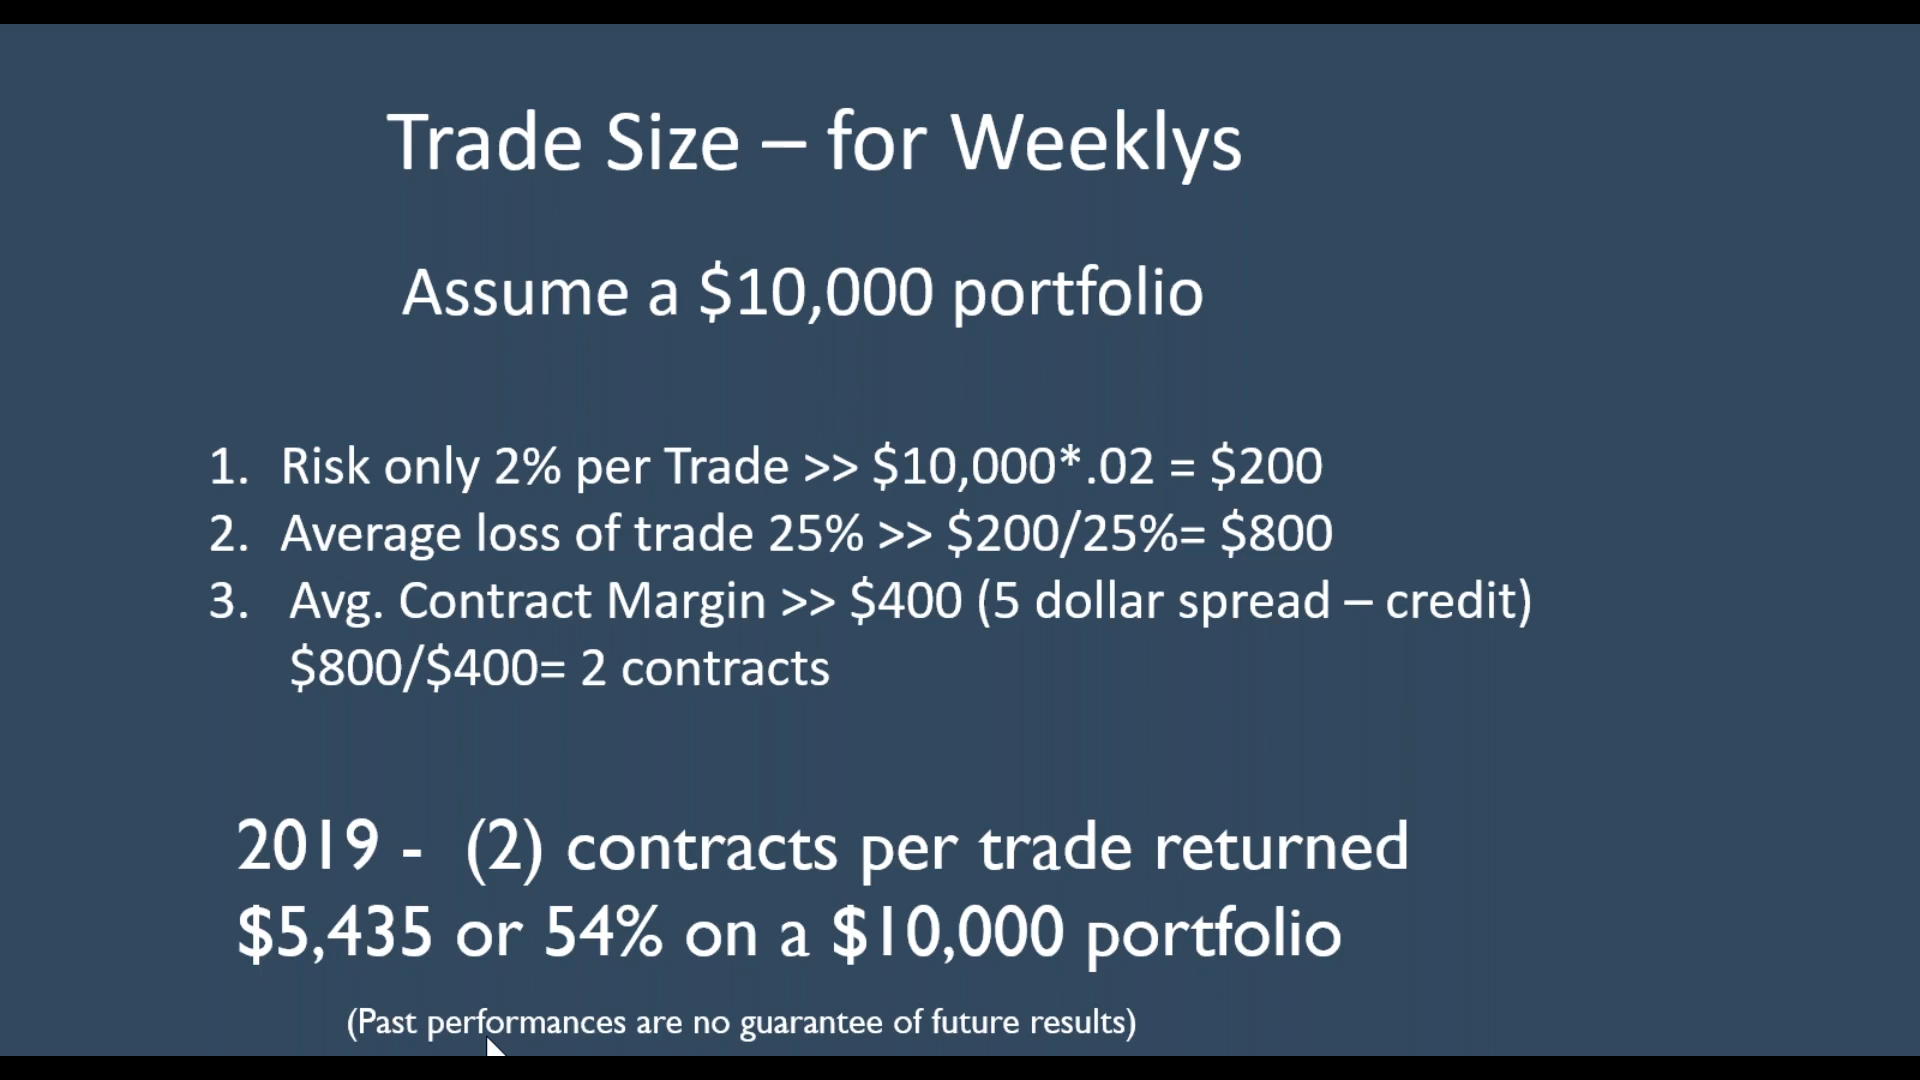 Trade Size – for Weeklys
Assume a $10,000 portfolio
1. Risk only 2% per Trade >> $10,000*.02 = $200
2. Average loss of trade 25% >> $200/25%= $800
3. Avg. Contract Margin >> $400 (5 dollar spread – credit)
$800/$400= 2 contracts
2019 - (2) contracts per trade returned
$5,435 or 54% on a $10,000 portfolio
(Past performances are no guarantee of future results)